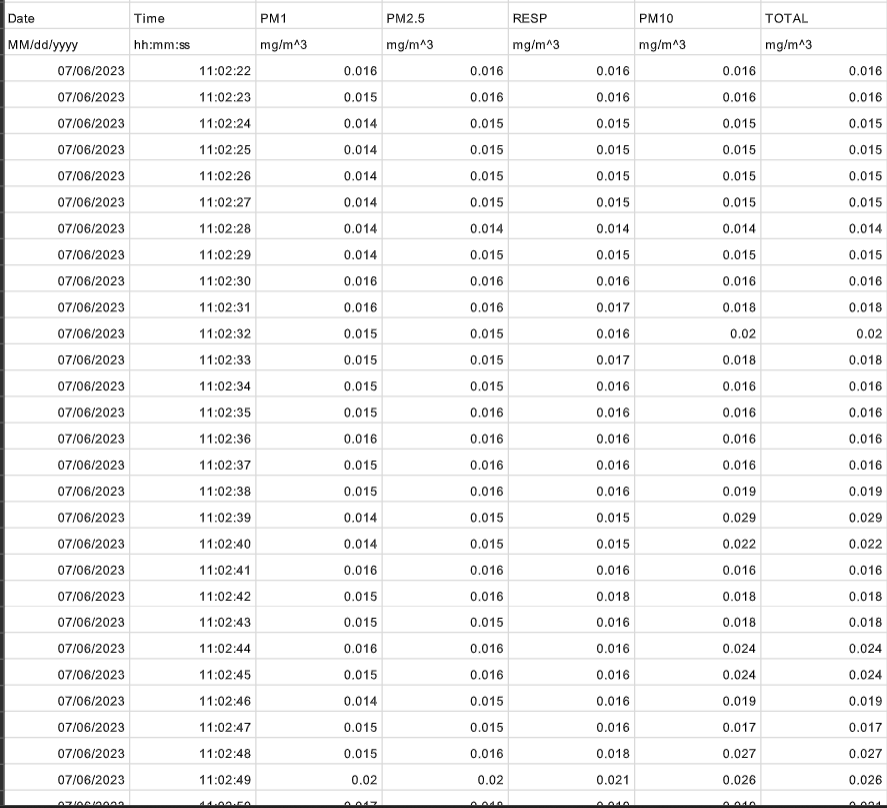 Date Time PM1 PM2.5 RESP PM10 TOTAL
MM/dd/yyyy hh:mm:ss mg/m^3 mg/m^3 mg/m^3 mg/m^3 mg/m^3
07/06/2023 11:02:22 0.016 0.016 0.016 0.016 0.016
07/06/2023 11:02:23 0.015 0.016 0.016 0.016 0.016
07/06/2023 11:02:24 0.014 0.015 0.015 0.015 0.015
07/06/2023 11:02:25 0.014 0.015 0.015 0.015 0.015
07/06/2023 11:02:26 0.014 0.015 0.015 0.015 0.015
07/06/2023 11:02:27 0.014 0.015 0.015 0.015 0.015
07/06/2023 11:02:28 0.014 0.014 0.014 0.014 0.014
07/06/2023 11:02:29 0.014 0.015 0.015 0.015 0.015
07/06/2023 11:02:30 0.016 0.016 0.016 0.016 0.016
07/06/2023 11:02:31 0.016 0.016 0.017 0.018 0.018
07/06/2023 11:02:32 0.015 0.015 0.016 0.02 0.02
07/06/2023 11:02:33 0.015 0.015 0.017 0.018 0.018
07/06/2023 11:02:34 0.015 0.015 0.016 0.016 0.016
07/06/2023 11:02:35 0.015 0.016 0.016 0.016 0.016
07/06/2023 11:02:36 0.016 0.016 0.016 0.016 0.016
07/06/2023 11:02:37 0.015 0.016 0.016 0.016 0.016
07/06/2023 11:02:38 0.015 0.016 0.016 0.019 0.019
07/06/2023 11:02:39 0.014 0.015 0.015 0.029 0.029
07/06/2023 11:02:40 0.014 0.015 0.015 0.022 0.022
07/06/2023 11:02:41 0.016 0.016 0.016 0.016 0.016
07/06/2023 11:02:42 0.015 0.016 0.018 0.018 0.018
07/06/2023 11:02:43 0.015 0.015 0.016 0.018 0.018
07/06/2023 11:02:44 0.016 0.016 0.016 0.024 0.024
07/06/2023 11:02:45 0.015 0.016 0.016 0.024 0.024
07/06/2023 11:02:46 0.014 0.015 0.016 0.019 0.019
07/06/2023 11:02:47 0.015 0.015 0.016 0.017 0.017
07/06/2023 11:02:48 0.015 0.016 0.018 0.027 0.027
07/06/2023 11:02:49 0.02 0.02 0.021 0.026 0.026